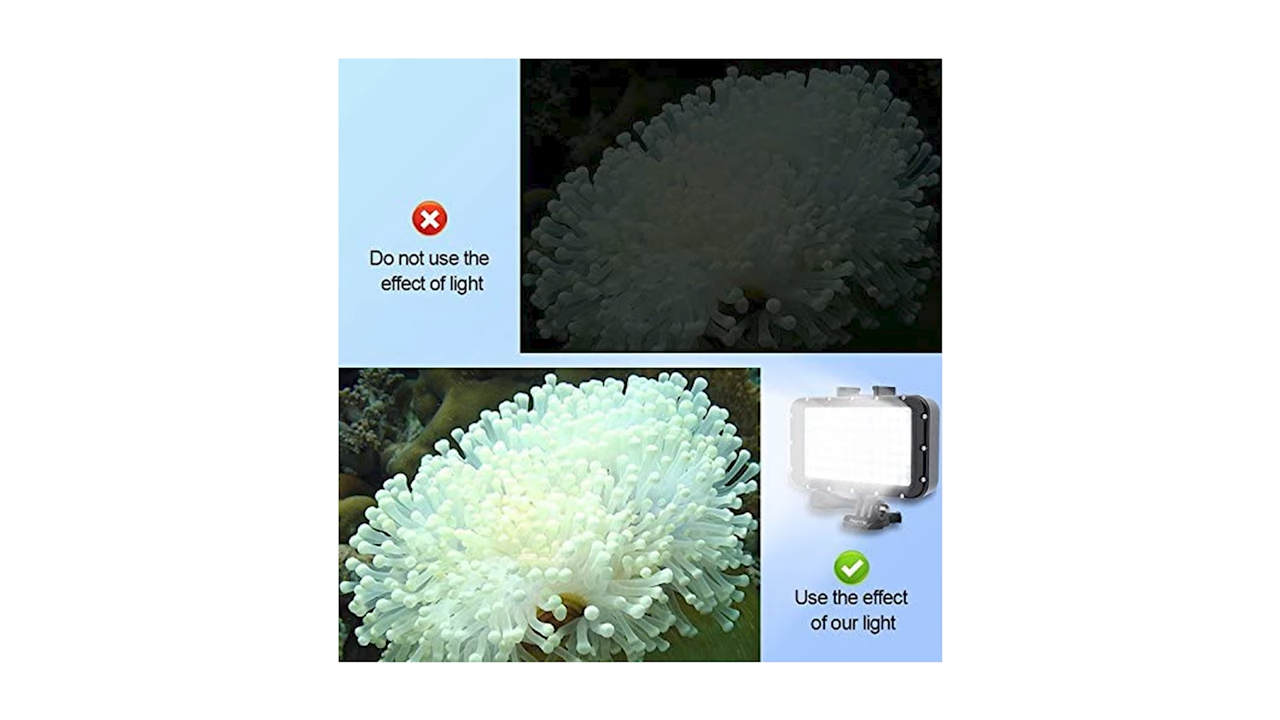 Do not use the
effect of light
Use the effect
of our light